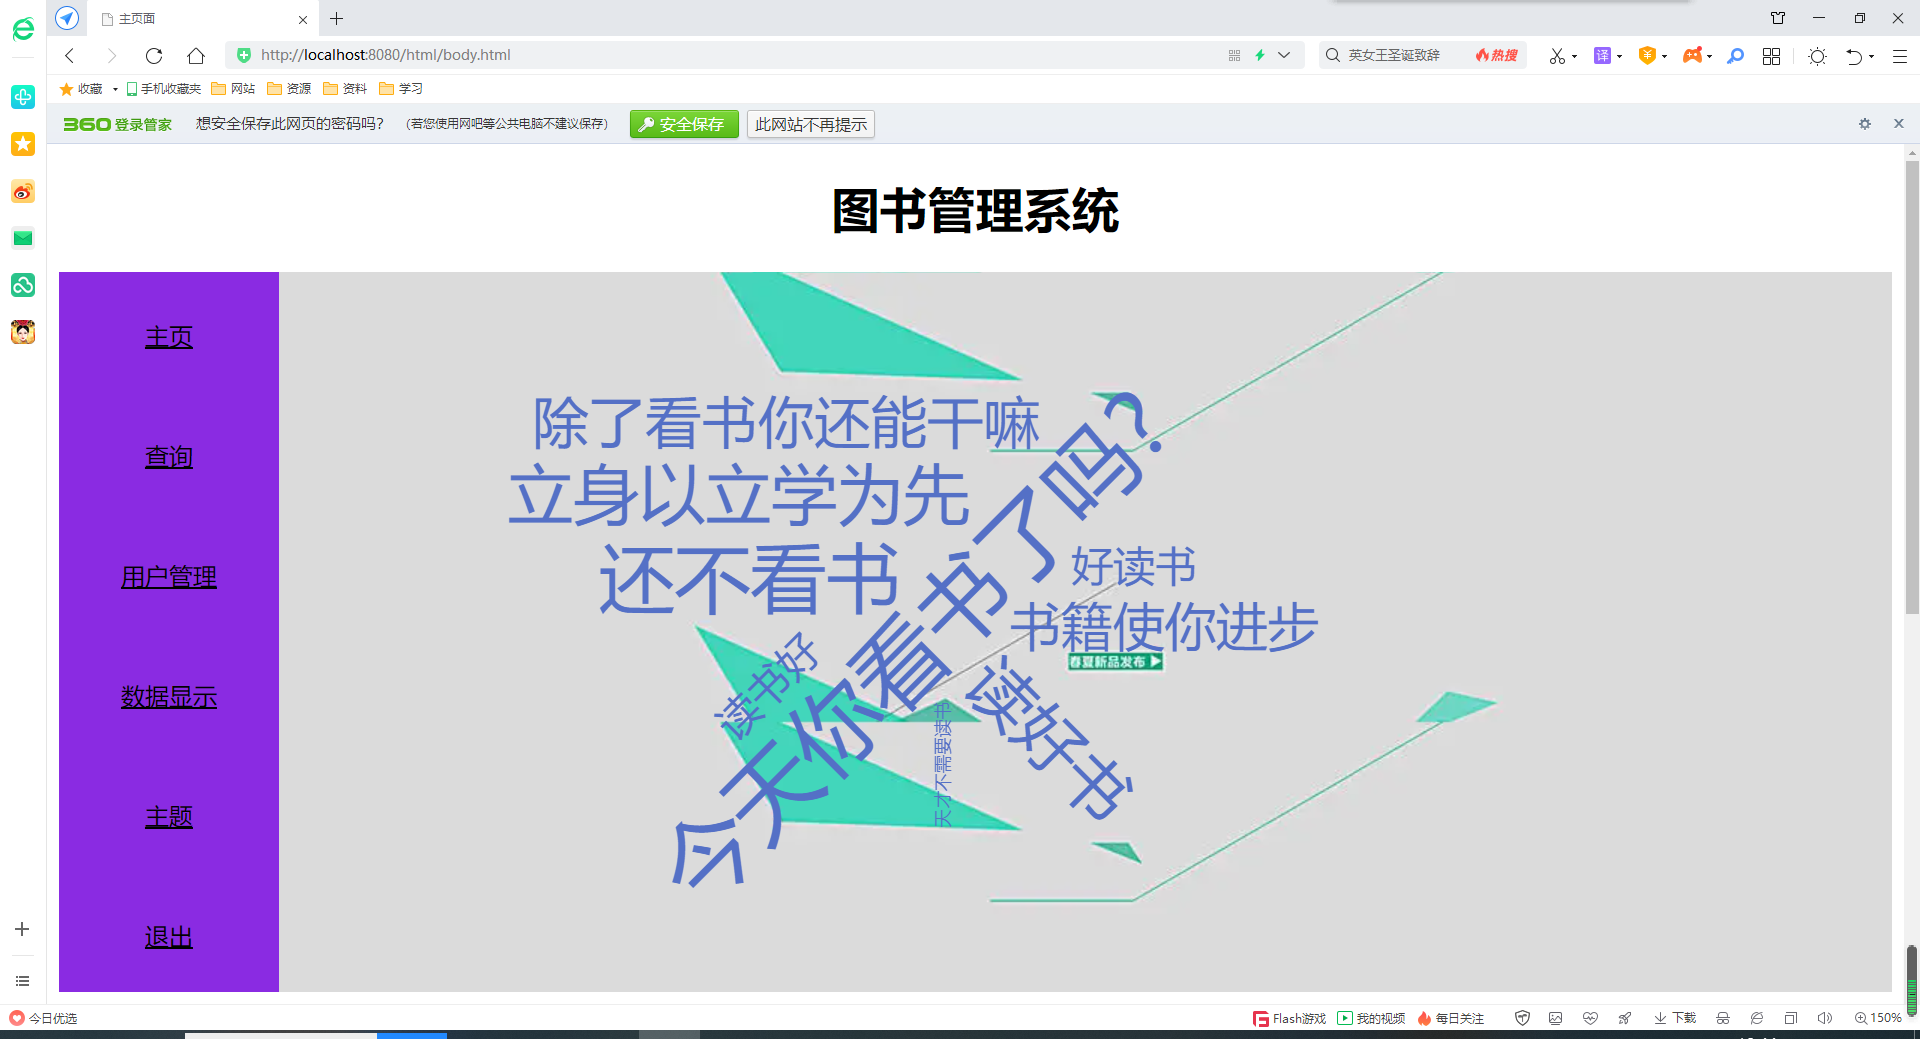 主页面
http://localhost:8080/html/body.html
英女王圣诞致辞
热搜
译
收藏
手机收藏夹
网站
资源
资料
学习
360登录管家
想安全保存此网页的密码吗?
(若您使用网吧等公共电脑不建议保存)
安全保存
此网站不再提示
图书管理系统
主页
查询
用户管理
数据显示
主题
退出
除了看书你还能干嘛
立身以立学为先
还不看书
今天你看书了吗?
好读书
书籍使你进步
春夏新品发布
读书好
读好书
天才不需要读书
今日优选
Flash游戏
我的视频
每日关注
下载
150%